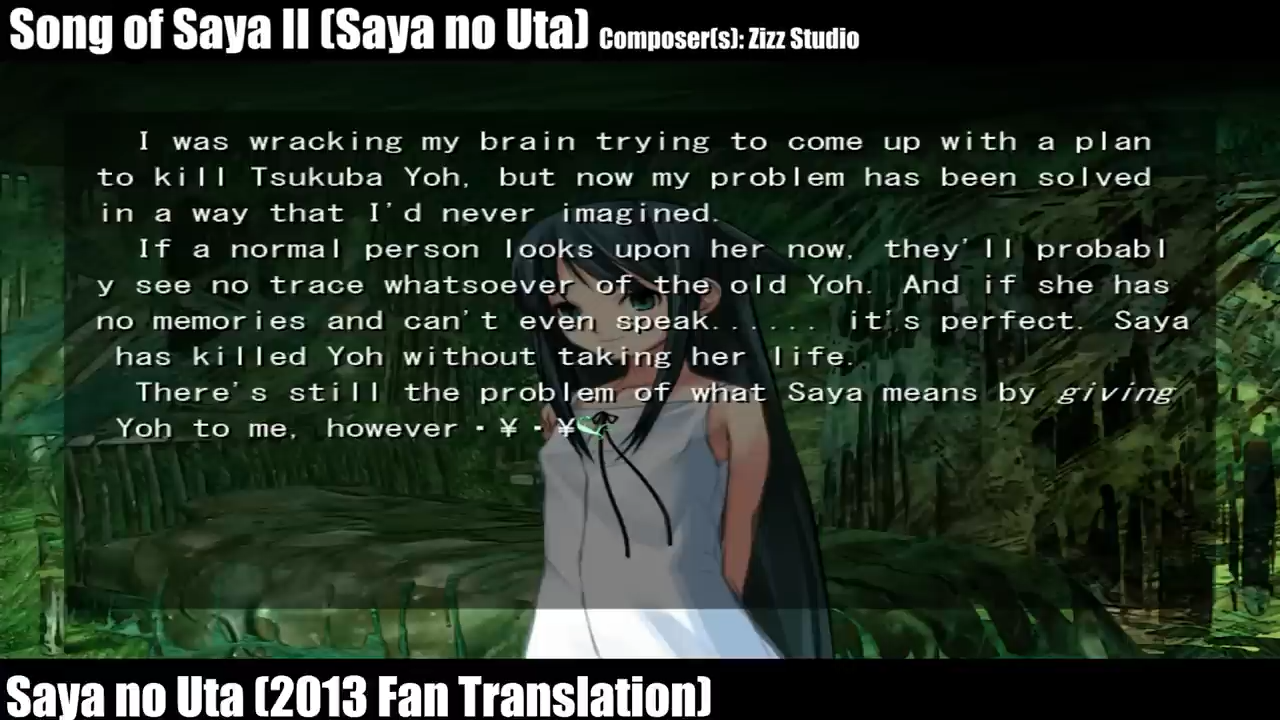 Song of Saya II (Saya no Uta) Composer(s): Zizz Studio
I was wracking my brain trying to come up with a plan
to kill Tsukuba Yoh, but now my problem has been solved
in a way that I'd never imagined.
If a normal person looks upon her now, they'll probabl
y see no trace whatsoever of the old Yoh. And if she has
no memories and can't even speak...... it's perfect. Saya
has killed Yoh without taking her life.
There's still the problem of what Saya means by giving
Yoh to me, however・¥・¥
Saya no Uta (2013 Fan Translation)